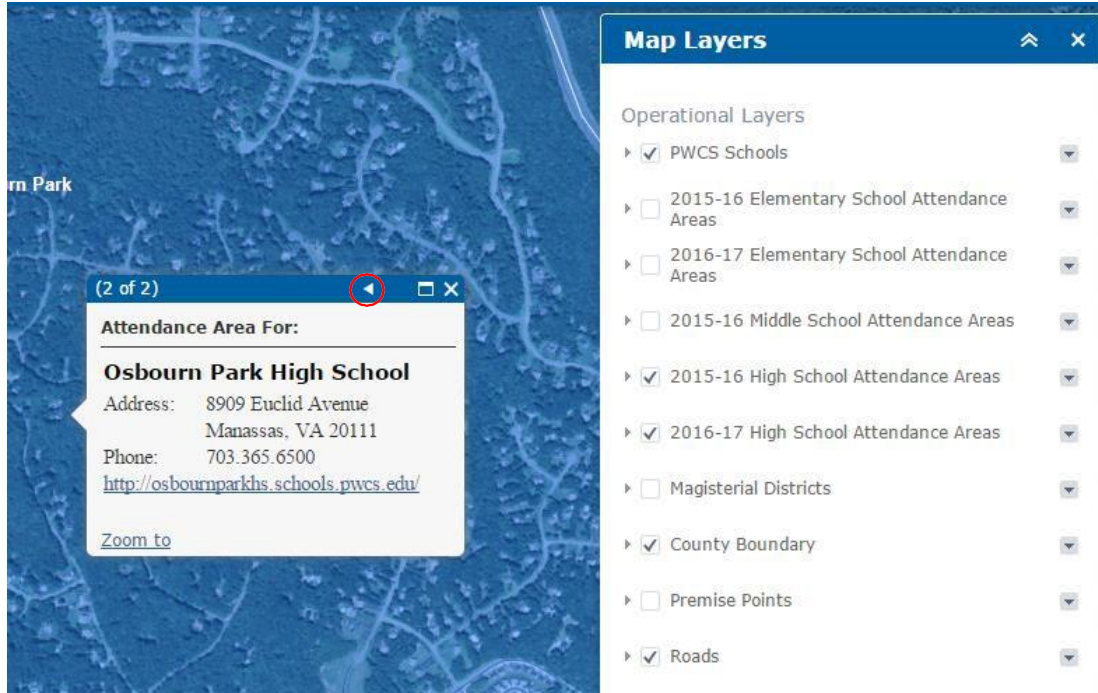 rn Park
(2 of 2)
Attendance Area For:
Osbourn Park High School
Address: 8909 Euclid Avenue
Manassas, VA 20111
Phone: 703.365.6500
http://osbournparkhs.schools.pwcs.edu/
Zoom to
Map Layers
Operational Layers
PWCS Schools
2015-16 Elementary School Attendance
Areas
2016-17 Elementary School Attendance
Areas
2015-16 Middle School Attendance Areas
2015-16 High School Attendance Areas
2016-17 High School Attendance Areas
Magisterial Districts
County Boundary
Premise Points
Roads